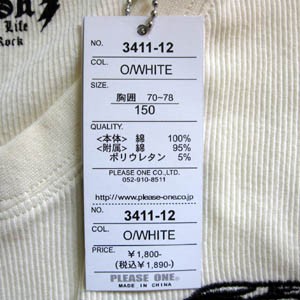 Life
Rock
NO. 3411-12
COL. O/WHITE
SIZE.
胸囲 70~78
150
QUALITY.
<本体> 綿 100%
<附属> 綿 95%
ポリウレタン 5%
PLEASE ONE CO.,LTD.
052-910-8511
http://www.please-one.co.jp
NO. 3411-12
COL. O/WHITE
PRICE. ¥1,800-
(税込¥1,890-)
PLEASE ONE®
MADE IN CHINA